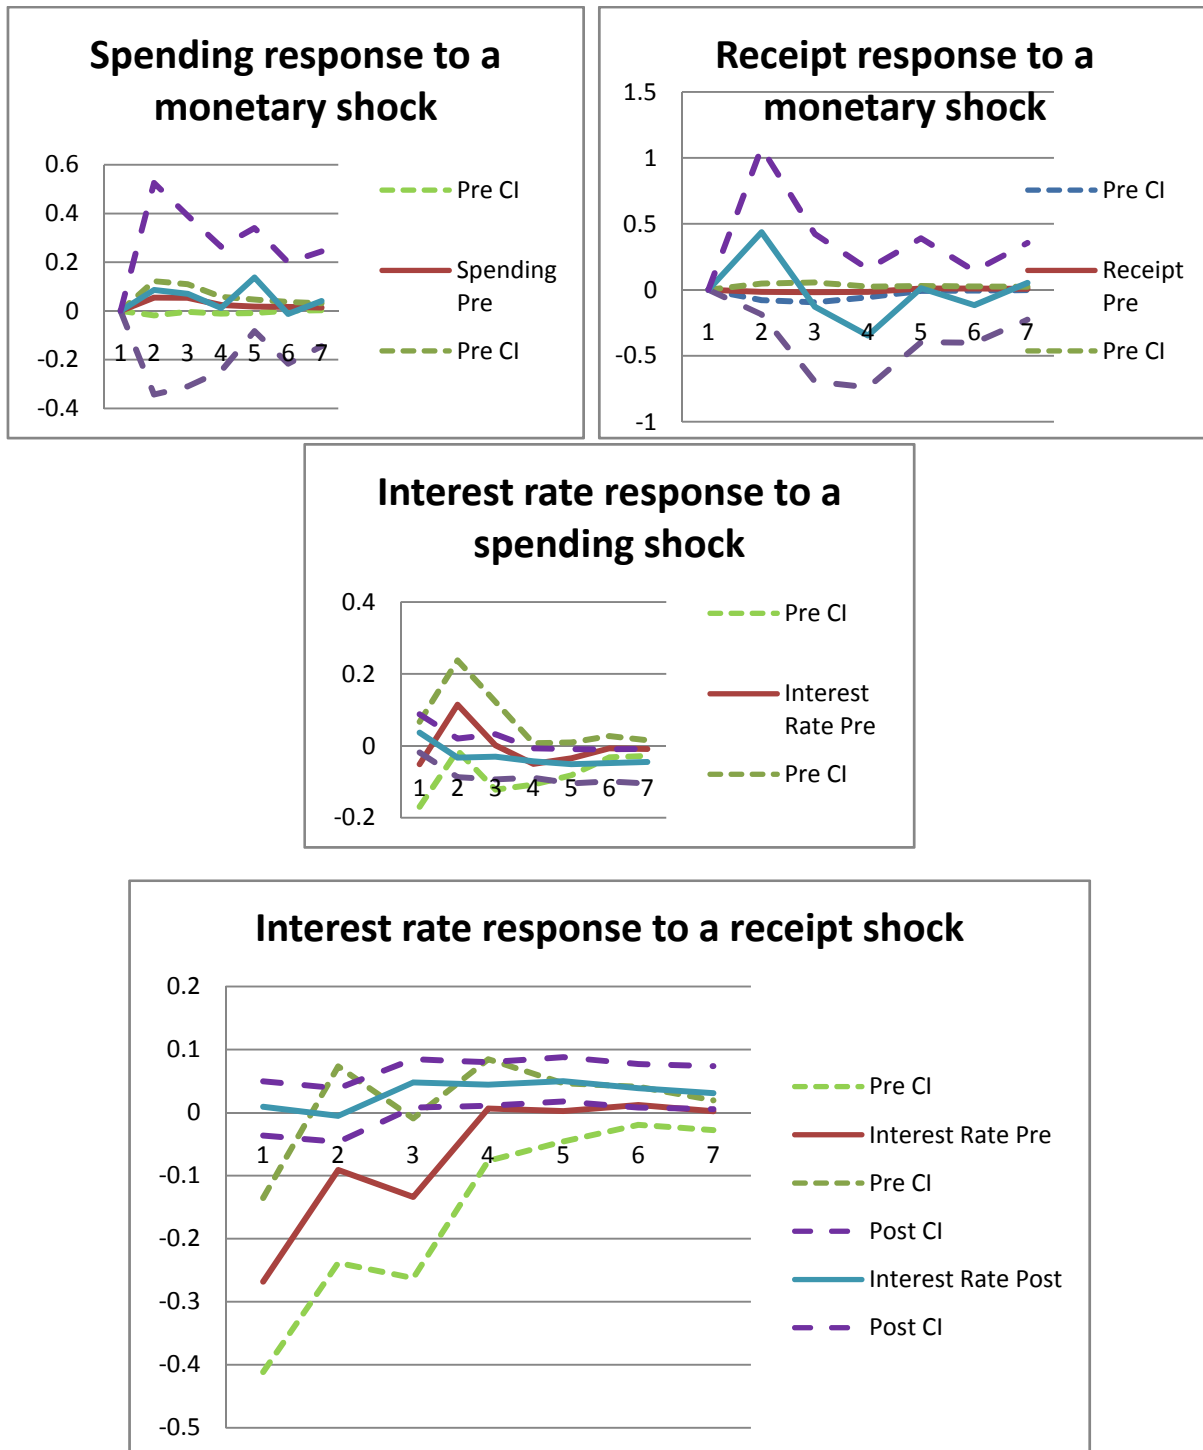 Spending response to a
monetary shock
0.6
0.4
0.2
0
-0.2
-0.4
1 2 3 4 5 6 7
Pre CI
Spending
Pre
Pre CI
Receipt response to a
monetary shock
1.5
1
0.5
0
-0.5
-1
1 2 3 4 5 6 7
Pre CI
Receipt
Pre
Pre CI
Interest rate response to a
spending shock
0.4
0.2
0
-0.2
1 2 3 4 5 6 7
Pre CI
Interest
Rate Pre
Pre CI
Interest rate response to a receipt shock
0.2
0.1
0
-0.1
-0.2
-0.3
-0.4
-0.5
1 2 3 4 5 6 7
Pre CI
Interest Rate Pre
Pre CI
Post CI
Interest Rate Post
Post CI